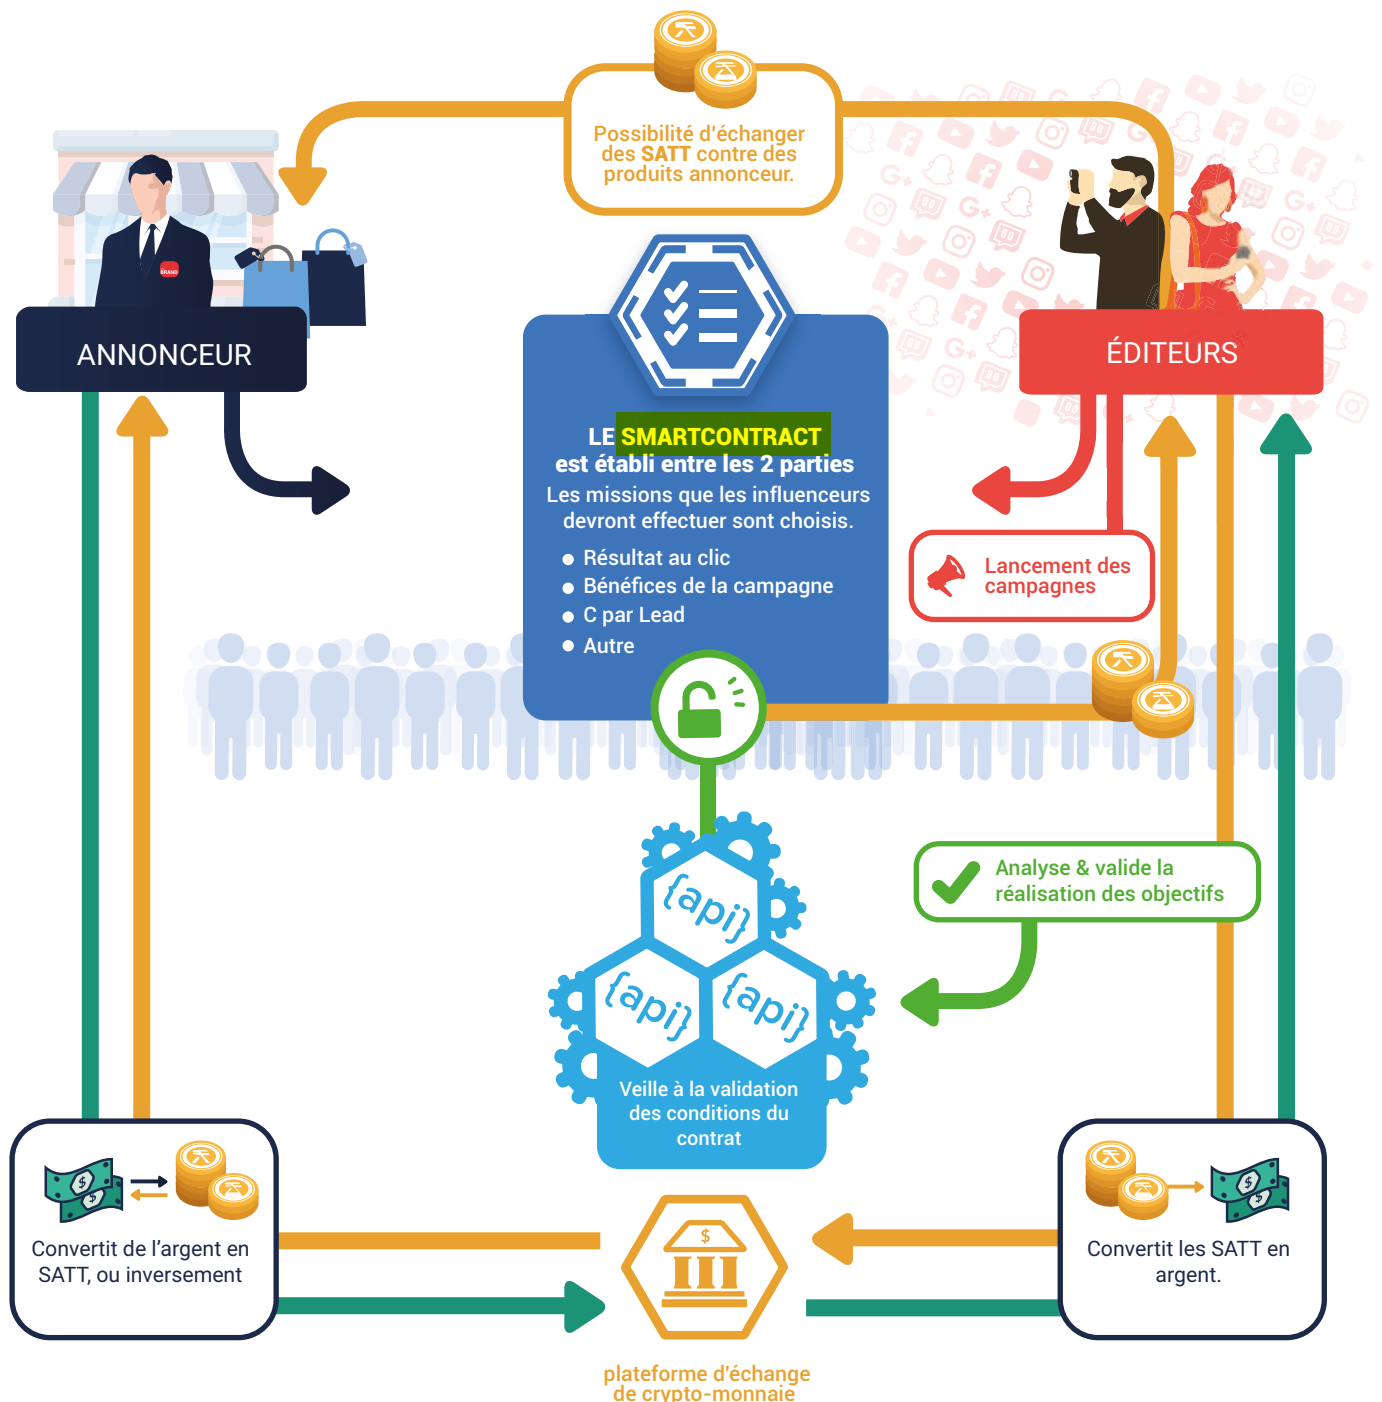 Possibilité d'échanger
des SATT contre des
produits annonceur.
BRAND
ANNONCEUR
ÉDITEURS
LE SMARTCONTRACT
est établi entre les 2 parties
Les missions que les influenceurs
devront effectuer sont choisis.
Résultat au clic
Bénéfices de la campagne
C par Lead
Autre
Lancement des
campagnes
Analyse & valide la
réalisation des objectifs
{api}
{api}
{api}
Veille à la validation
des conditions du
contrat
Convertit de l'argent en
SATT, ou inversement
Convertit les SATT en
argent.
plateforme d'échange
de crypto-monnaie